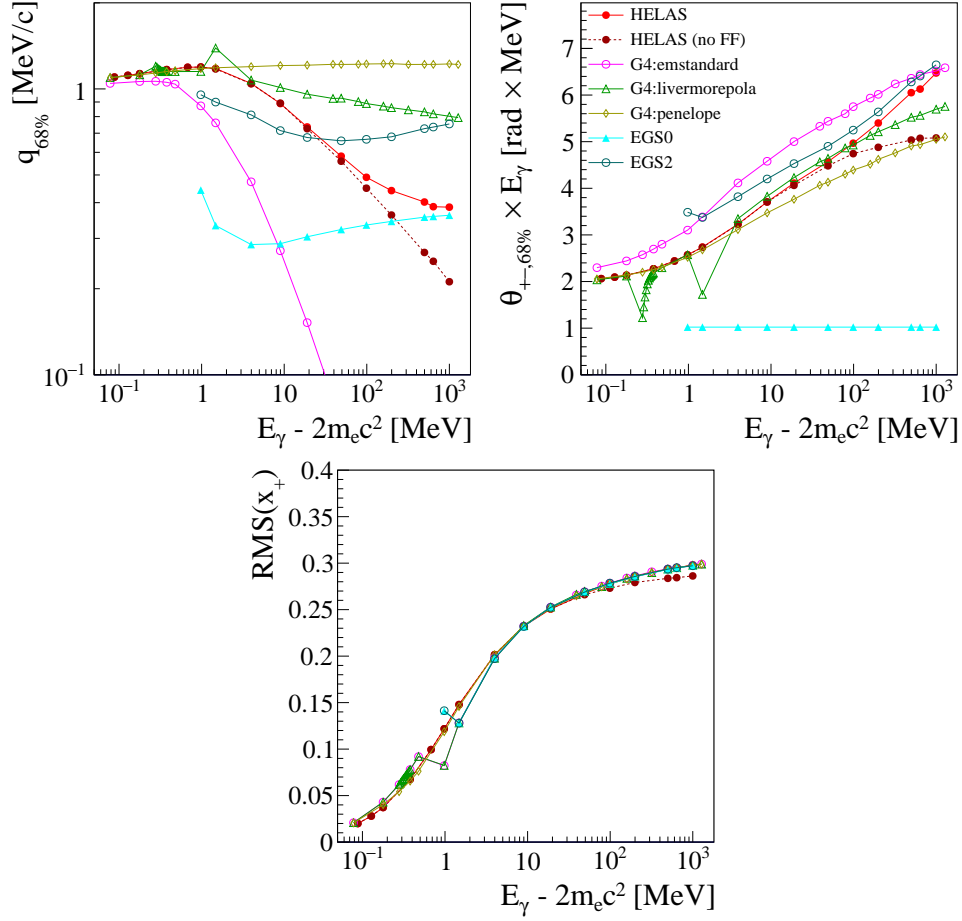 q68% [MeV/c]
1
10⁻¹
10⁻¹ 1 10 10² 10³
Eγ - 2mec² [MeV]
θ+−,68% × Eγ [rad × MeV]
7
6
5
4
3
2
1
0
HELAS
HELAS (no FF)
G4:emstandard
G4:livermorepola
G4:penelope
EGS0
EGS2
10⁻¹ 1 10 10² 10³
Eγ - 2mec² [MeV]
RMS(x+)
0.4
0.35
0.3
0.25
0.2
0.15
0.1
0.05
0
10⁻¹ 1 10 10² 10³
Eγ - 2mec² [MeV]